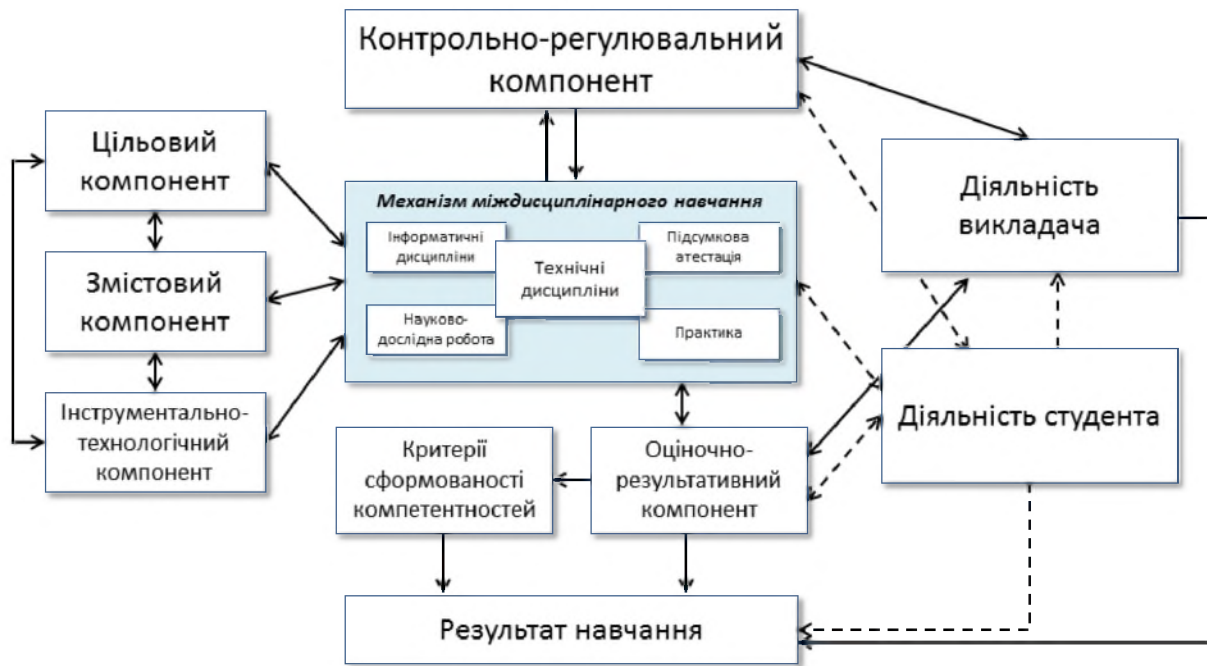 Контрольно-регулювальний
компонент
Цільовий
компонент
Змістовий
компонент
Інструментально-
технологічний
компонент
Механізм міждисциплінарного навчання
Інформатичні
дисципліни
Підсумкова
атестація
Технічні
дисципліни
Науково-
дослідна робота
Практика
Діяльність
викладача
Діяльність студента
Критерії
сформованості
компетентностей
Оціночно-
результативний
компонент
Результат навчання